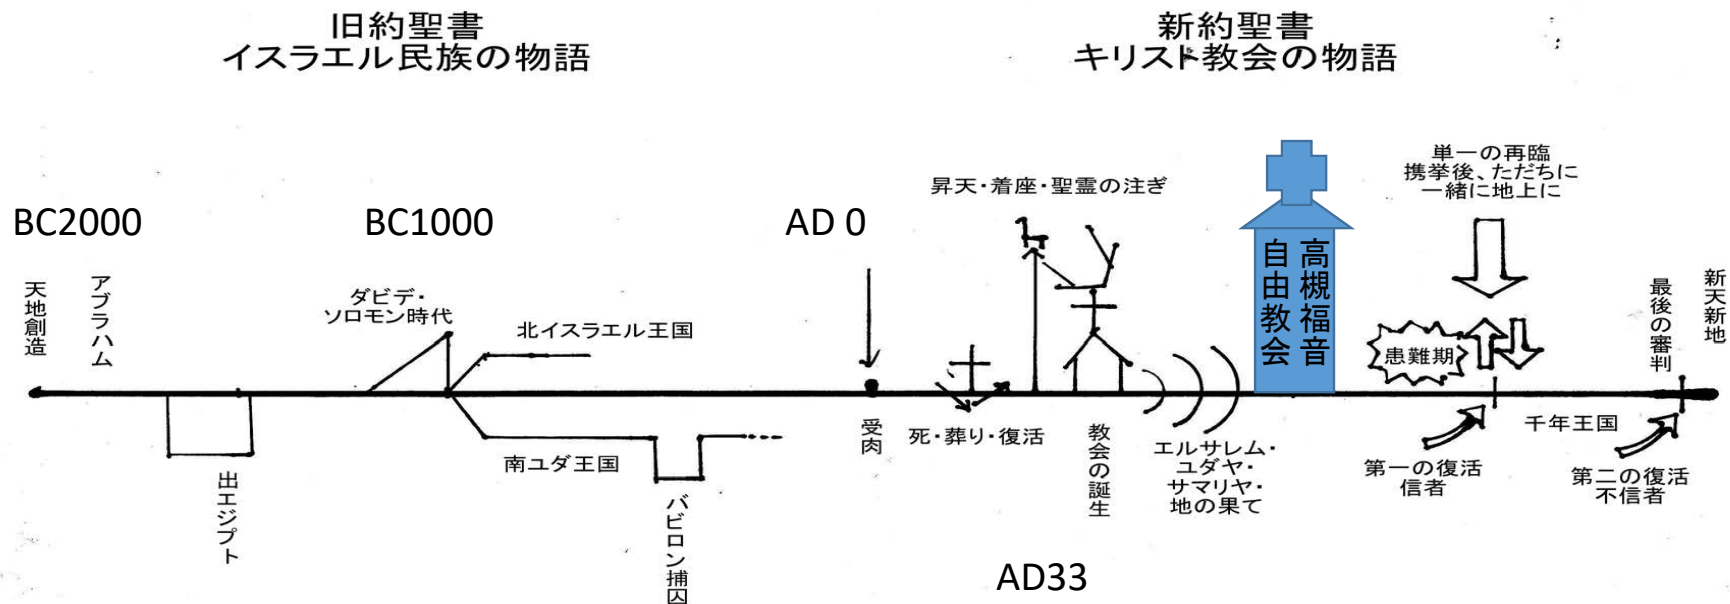 旧約聖書
イスラエル民族の物語
新約聖書
キリスト教会の物語
BC2000
BC1000
AD 0
天地創造
アブラハム
出エジプト
ダビデ・
ソロモン時代
北イスラエル王国
南ユダ王国
バビロン捕囚
受肉
死・葬り・復活
昇天・着座・聖霊の注ぎ
教会の誕生
AD33
エルサレム・
ユダヤ・
サマリヤ・
地の果て
高槻福音
自由教会
単一の再臨
携挙後、ただちに
一緒に地上に
患難期
第一の復活
信者
千年王国
最後の審判
第二の復活
不信者
新天新地